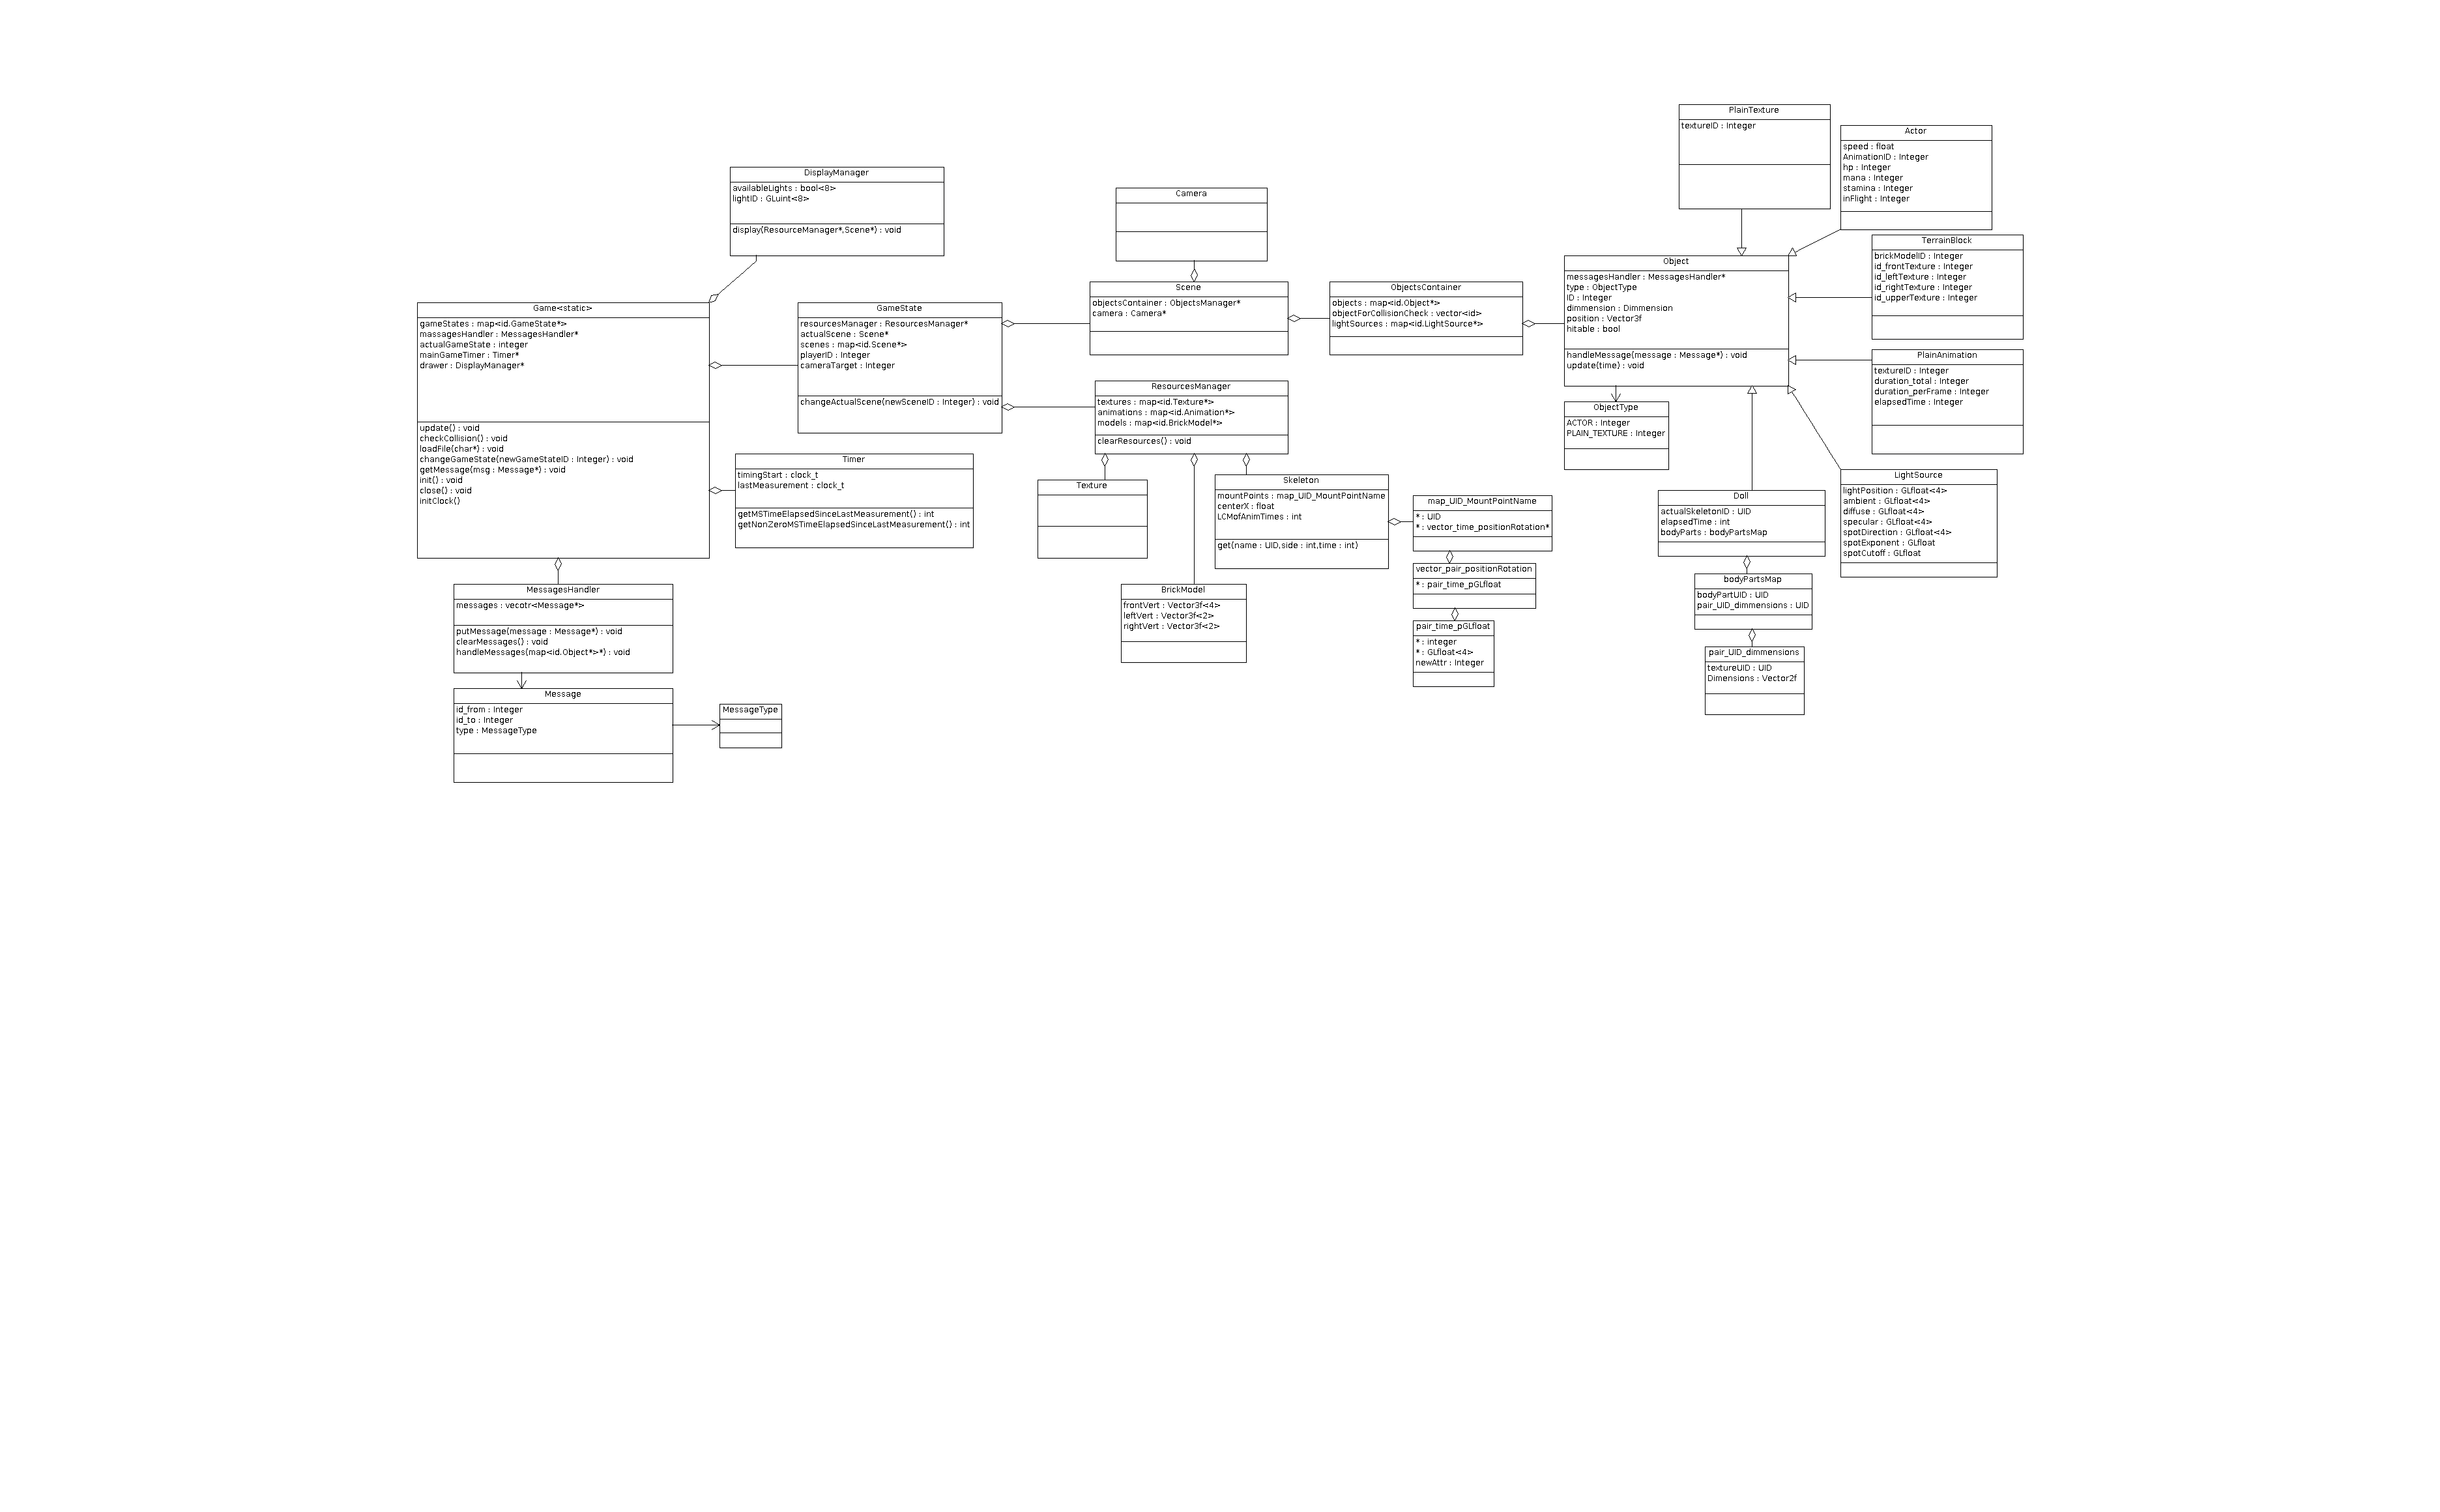 PlainTexture
textureID : Integer
Actor
speed : float
AnimationID : Integer
hp : Integer
mana : Integer
stamina : Integer
inFlight : Integer
DisplayManager
availableLights : bool<8>
lightID : GLuint<8>
display(ResourceManager*,Scene*) : void
Camera
TerrainBlock
brickModelID : Integer
id_frontTexture : Integer
id_leftTexture : Integer
id_rightTexture : Integer
id_upperTexture : Integer
Object
messagesHandler : MessagesHandler*
type : ObjectType
ID : Integer
dimmension : Dimmension
position : Vector3f
hitable : bool
handleMessage(message : Message*) : void
update(time) : void
Scene
objectsContainer : ObjectsManager*
camera : Camera*
ObjectsContainer
objects : map<id.Object*>
objectForCollisionCheck : vector<id>
lightSources : map<id.LightSource*>
Game<static>
gameStates : map<id.GameState*>
massagesHandler : MessagesHandler*
actualGameState : integer
mainGameTimer : Timer*
drawer : DisplayManager*
update() : void
checkCollision() : void
loadFile(char*) : void
changeGameState(newGameStateID : Integer) : void
getMessage(msg : Message*) : void
init() : void
close() : void
initClock()
GameState
resourcesManager : ResourcesManager*
actualScene : Scene*
scenes : map<id.Scene*>
playerID : Integer
cameraTarget : Integer
changeActualScene(newSceneID : Integer) : void
PlainAnimation
textureID : Integer
duration_total : Integer
duration_perFrame : Integer
elapsedTime : Integer
ResourcesManager
textures : map<id.Texture*>
animations : map<id.Animation*>
models : map<id.BrickModel*>
clearResources() : void
ObjectType
ACTOR : Integer
PLAIN_TEXTURE : Integer
Timer
timingStart : clock_t
lastMeasurement : clock_t
getMSTimeElapsedSinceLastMeasurement() : int
getNonZeroMSTimeElapsedSinceLastMeasurement() : int
Texture
Skeleton
mountPoints : map_UID_MountPointName
centerX : float
LCMofAnimTimes : int
get(name : UID,side : int,time : int)
map_UID_MountPointName
* : UID
* : vector_time_positionRotation*
Doll
actualSkeletonID : UID
elapsedTime : int
bodyParts : bodyPartsMap
LightSource
lightPosition : GLfloat<4>
ambient : GLfloat<4>
diffuse : GLfloat<4>
specular : GLfloat<4>
spotDirection : GLfloat<4>
spotExponent : GLfloat
spotCutoff : GLfloat
vector_pair_positionRotation
* : pair_time_pGLfloat
bodyPartsMap
bodyPartUID : UID
pair_UID_dimmensions : UID
MessagesHandler
messages : vecotr<Message*>
putMessage(message : Message*) : void
clearMessages() : void
handleMessages(map<id.Object*>*) : void
BrickModel
frontVert : Vector3f<4>
leftVert : Vector3f<2>
rightVert : Vector3f<2>
pair_time_pGLfloat
* : integer
* : GLfloat<4>
newAttr : Integer
pair_UID_dimmensions
textureUID : UID
Dimensions : Vector2f
Message
id_from : Integer
id_to : Integer
type : MessageType
MessageType